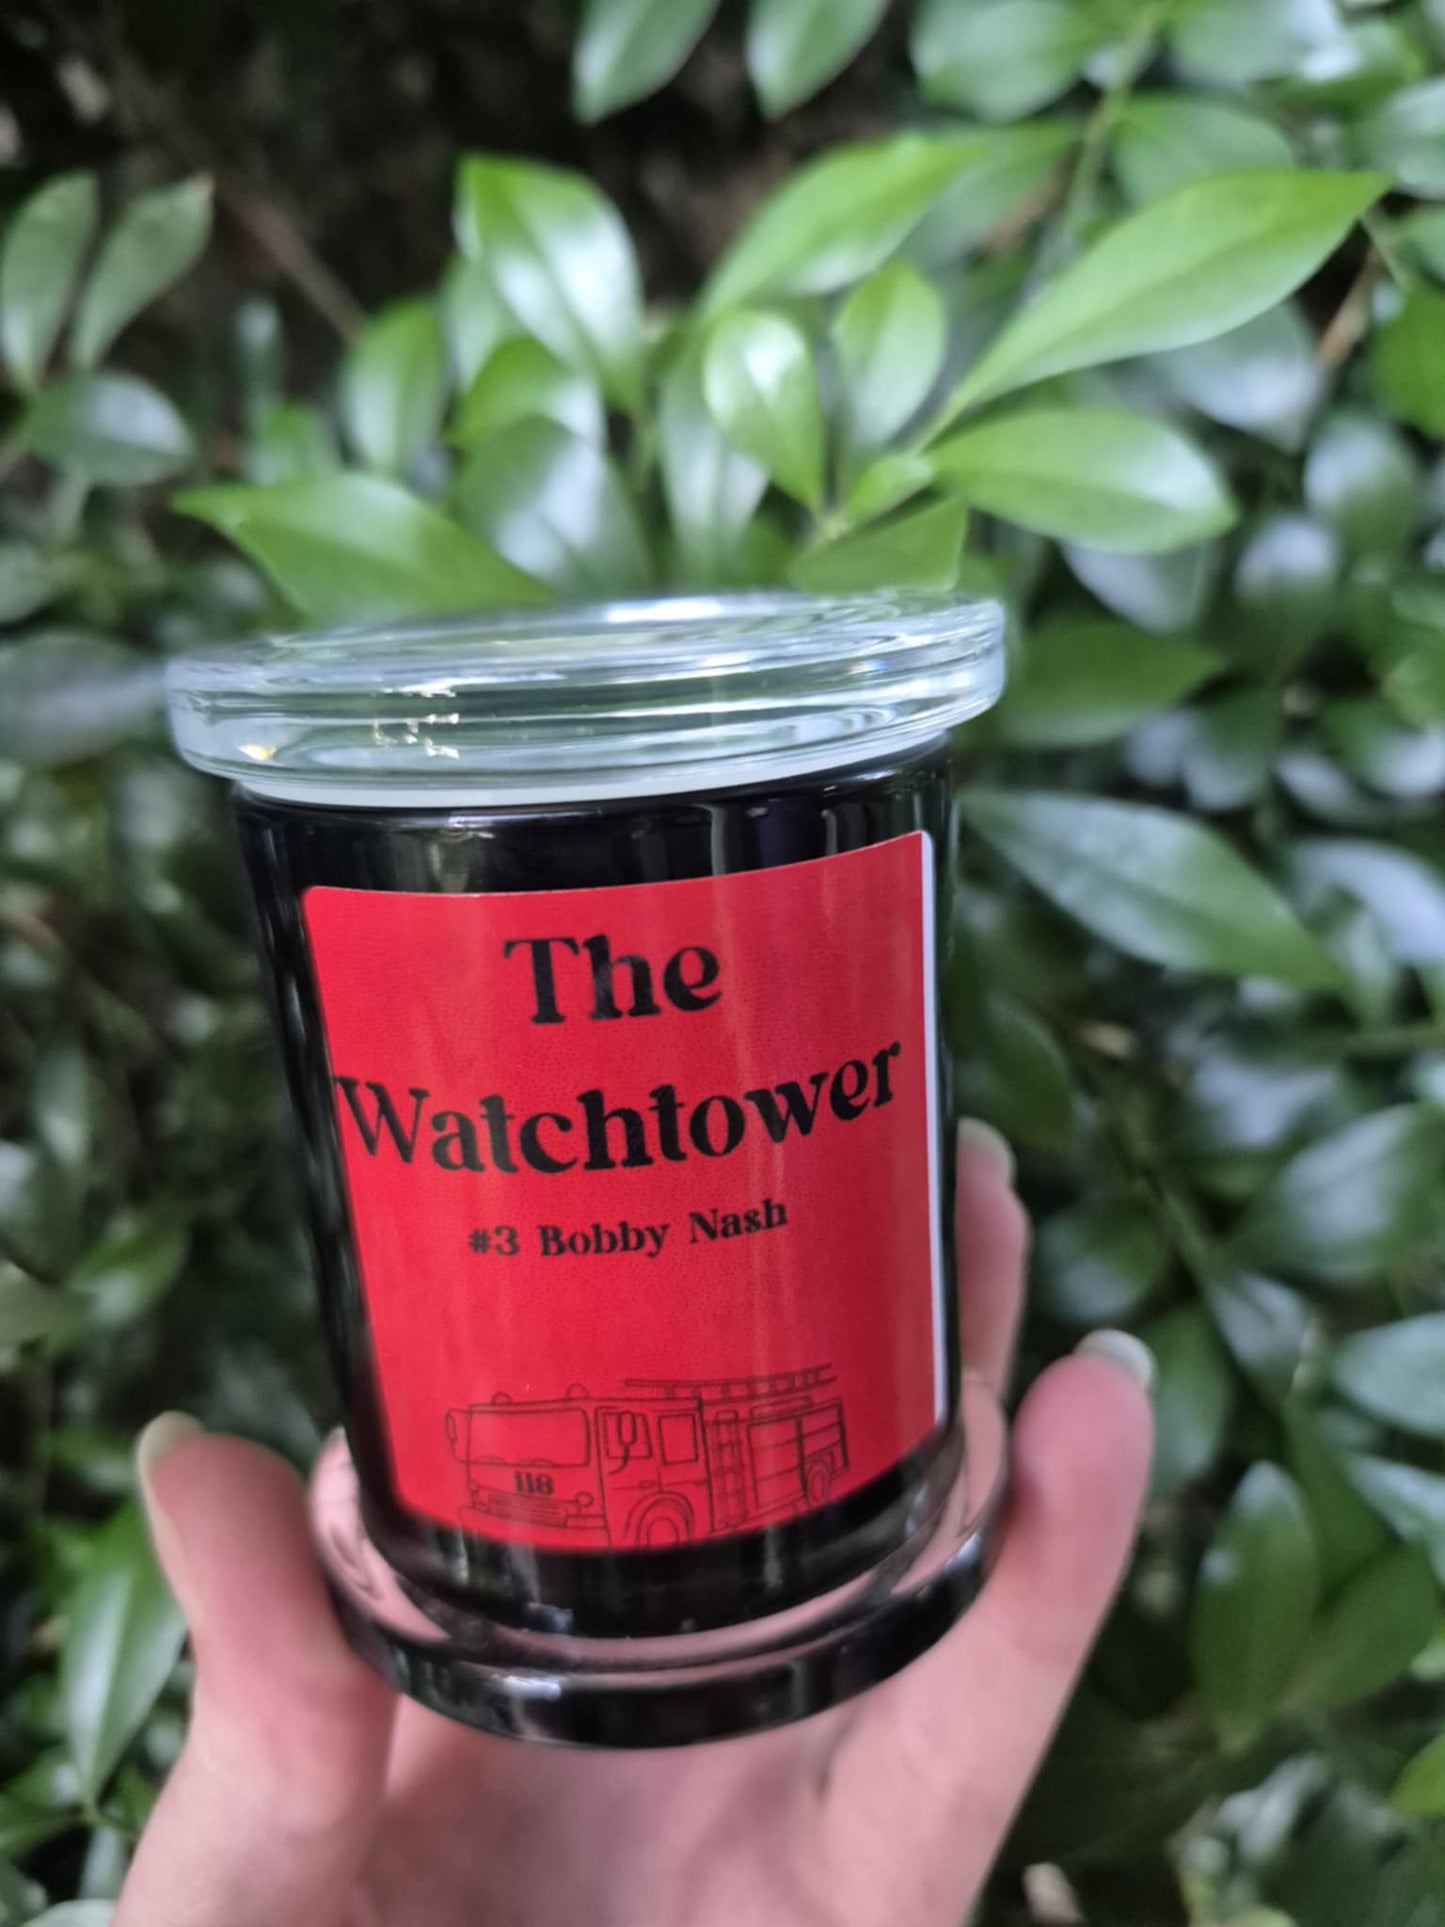 The
Watchtower
#3 Bobby Nash
118